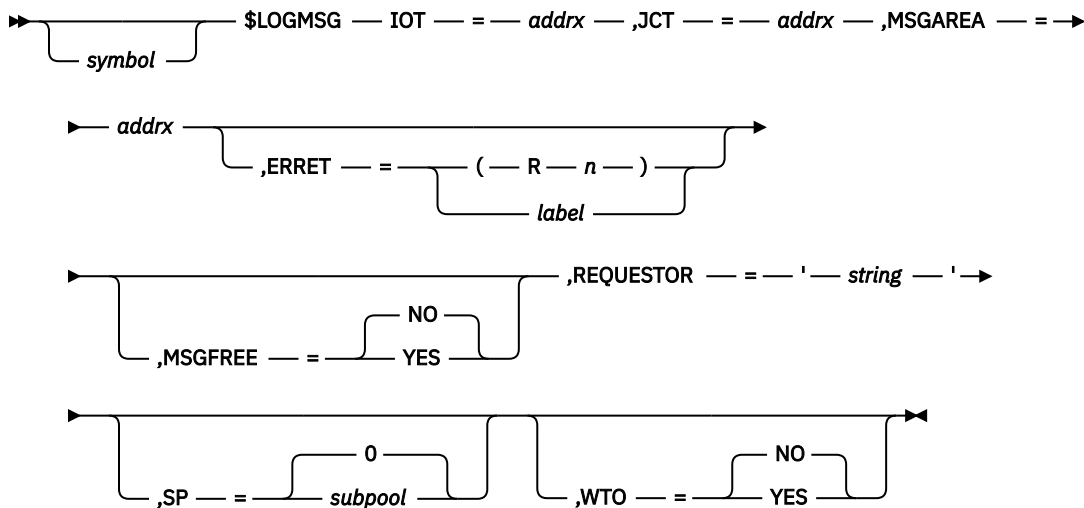 $LOGMSG IOT = addrx ,JCT = addrx ,MSGAREA =
symbol
addrx
,ERRET = ( R n )
label
,REQUESTOR = ' string '
NO
,MSGFREE = YES
0 NO
,SP = subpool ,WTO = YES